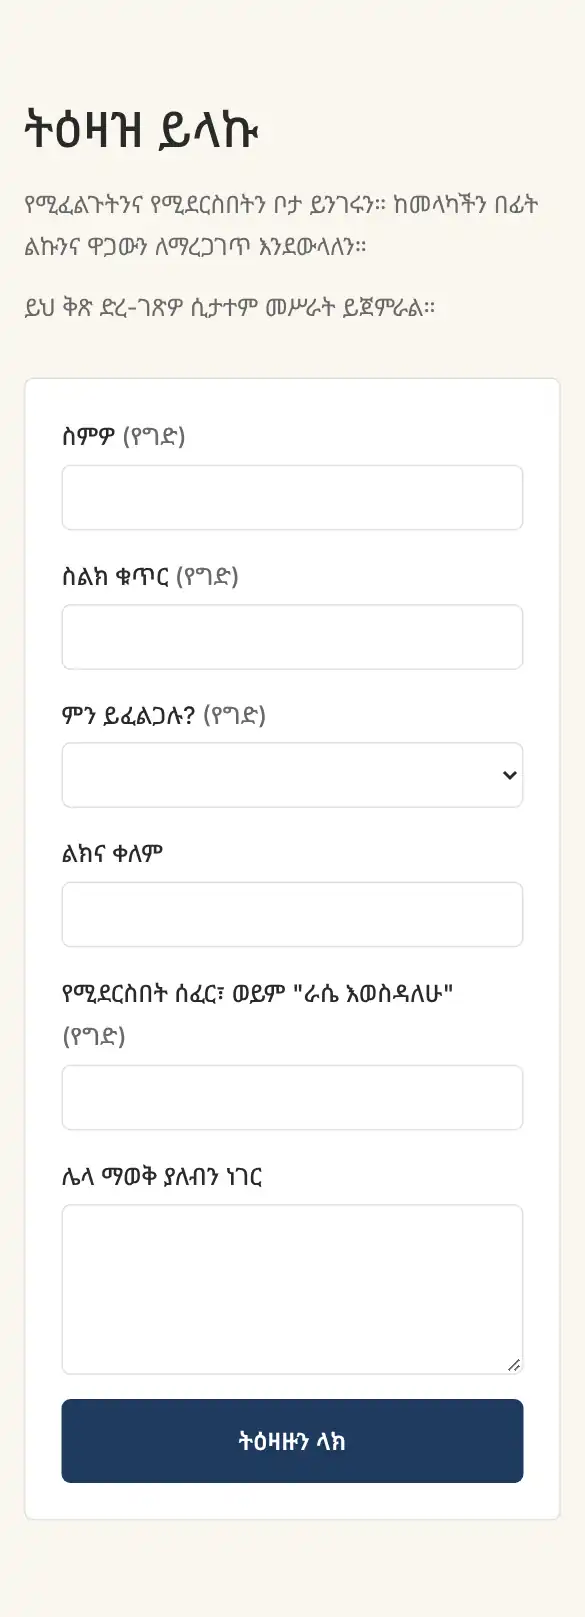 ትዕዛዝ ይላኩ
የሚፈልጉትንና የሚደርስበትን ቦታ ይንገሩን። ከመላካችን በፊት
ልኩንና ዋጋውን ለማረጋገጥ እንደውላለን።
ይህ ቅጽ ድረ-ገጽዎ ሲታተም መሥራት ይጀምራል።
ስምዎ (የግድ)
ስልክ ቁጥር (የግድ)
ምን ይፈልጋሉ? (የግድ)
ልክና ቀለም
የሚደርስበት ሰፈር፣ ወይም "ራሴ እወስዳለሁ"
(የግድ)
ሌላ ማወቅ ያለብን ነገር
ትዕዛዙን ላክ